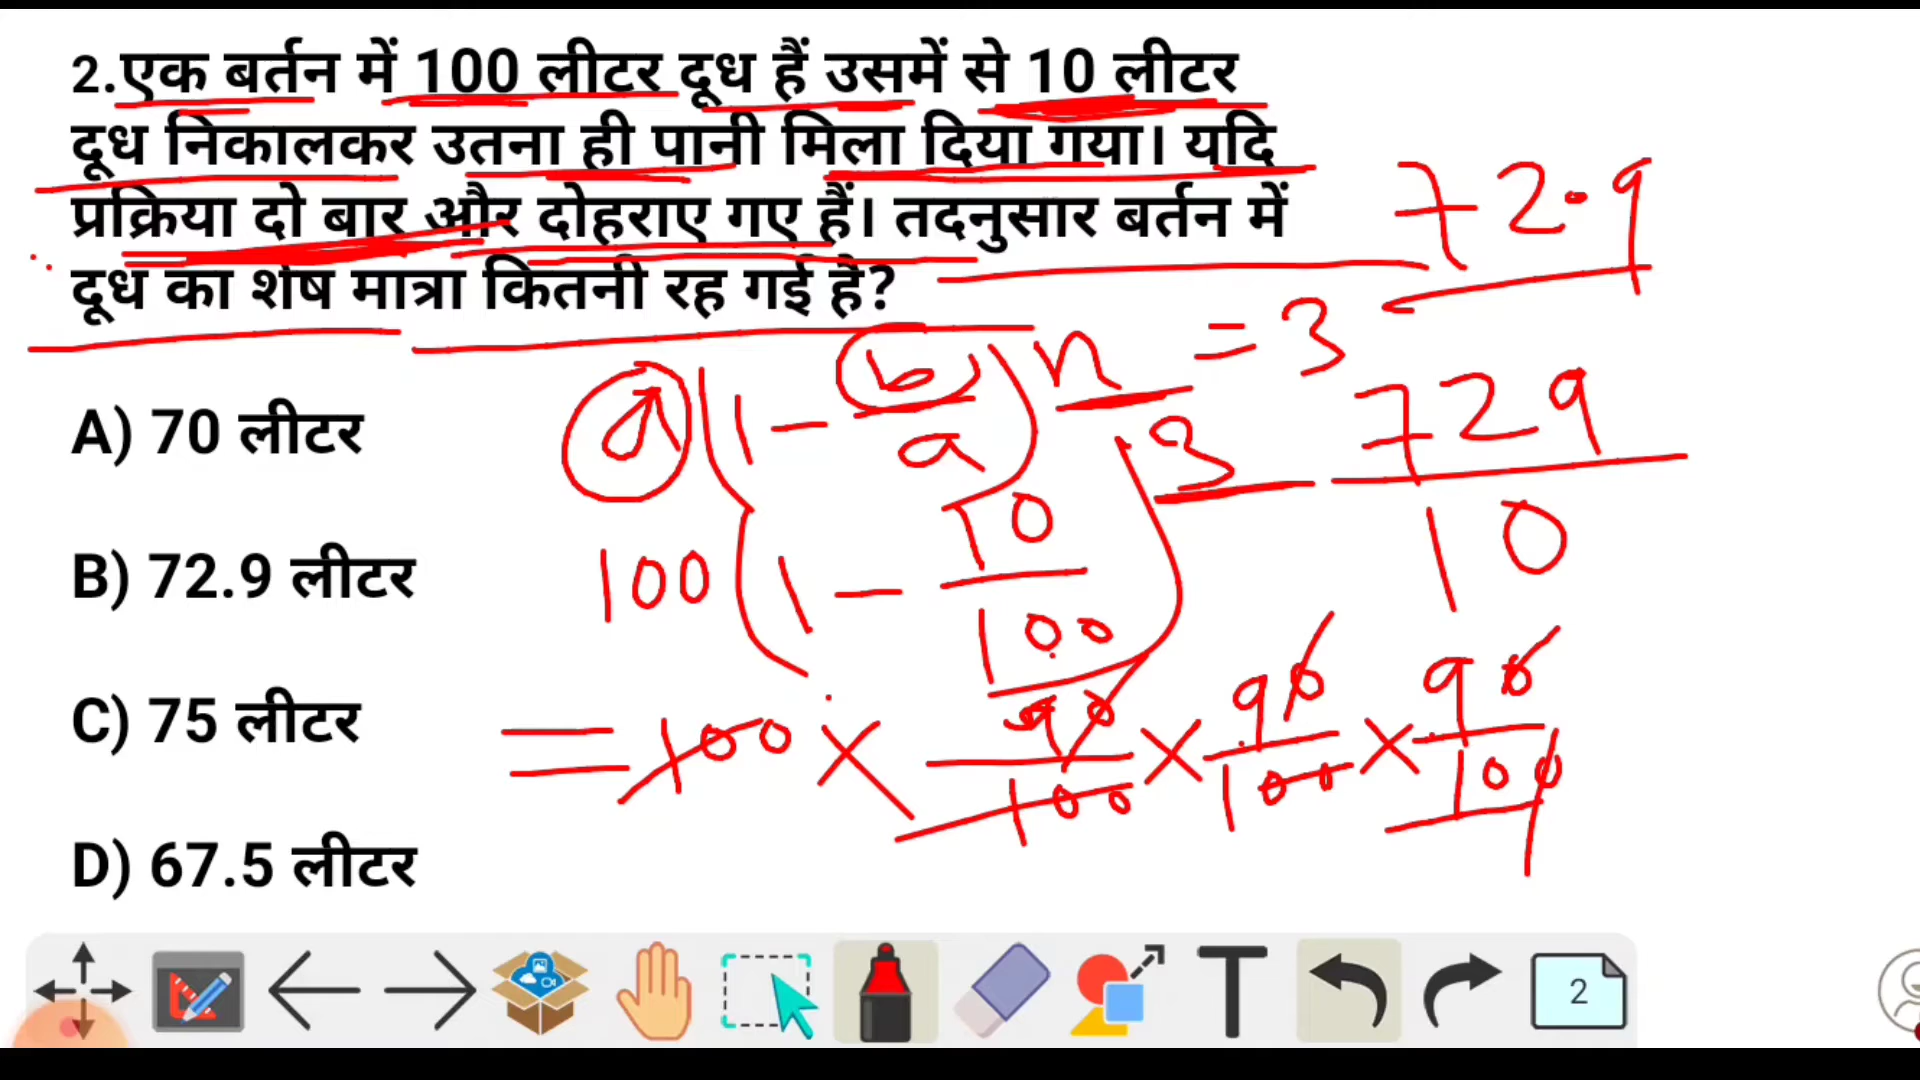 2.एक बर्तन में 100 लीटर दूध हैं उसमें से 10 लीटर
दूध निकालकर उतना ही पानी मिला दिया गया। यदि
प्रक्रिया दो बार और दोहराए गए हैं। तदनुसार बर्तन में
दूध का शेष मात्रा कितनी रह गई है?
72.9
a(1 - b/a)n = 3
A) 70 लीटर
100(1 - 10/100)3
729/10
B) 72.9 लीटर
C) 75 लीटर
= 100 × 90/100 × 90/100 × 90/100
D) 67.5 लीटर
T
2